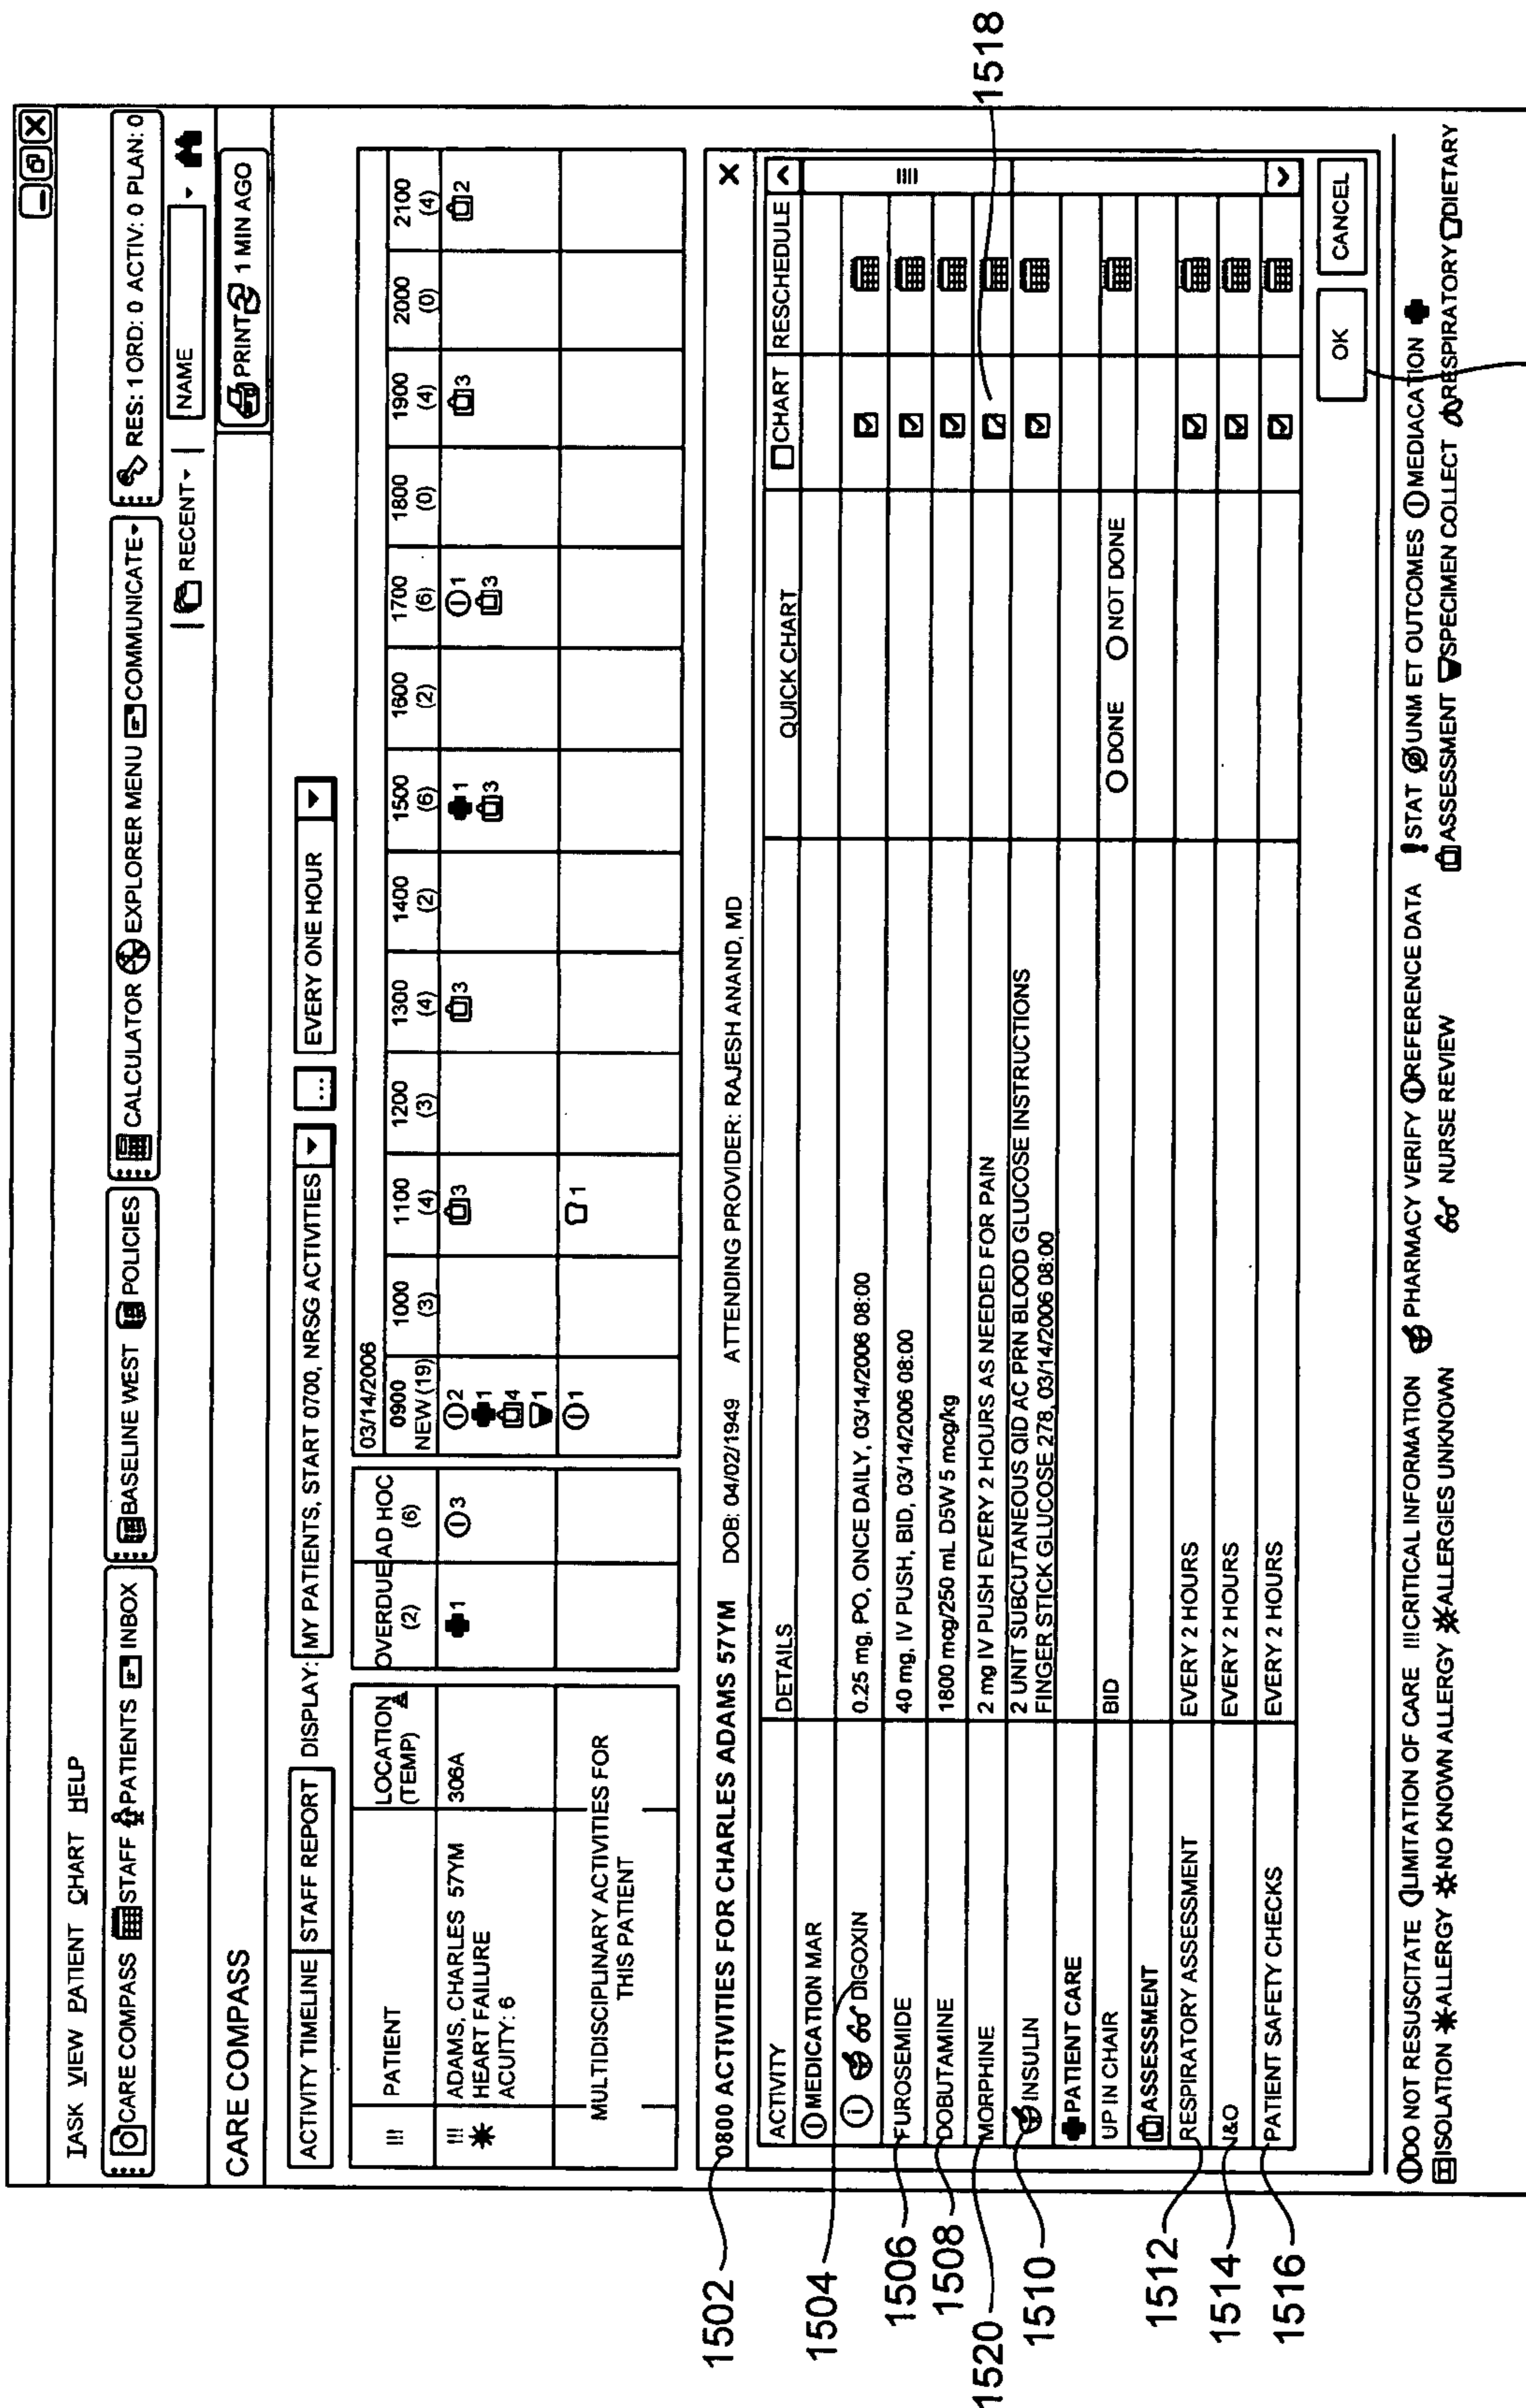 TASK VIEW PATIENT CHART HELP
CARE COMPASS STAFF PATIENTS INBOX BASELINE WEST POLICIES CALCULATOR EXPLORER MENU COMMUNICATE RES: 1 ORD: 0 ACTIV: 0 PLAN: 0
RECENT NAME
CARE COMPASS PRINT 1 MIN AGO
ACTIVITY TIMELINE STAFF REPORT DISPLAY: MY PATIENTS, START 0700, NRSG ACTIVITIES ... EVERY ONE HOUR
03/14/2006
!!! PATIENT LOCATION (TEMP) OVERDUE (2) AD HOC (6) 0900 NEW (19) 1000 (3) 1100 (4) 1200 (3) 1300 (4) 1400 (2) 1500 (6) 1600 (2) 1700 (6) 1800 (0) 1900 (4) 2000 (0) 2100 (4)
!!! ADAMS, CHARLES 57YM 306A 1 3 2 3 3 1 1 3 2
HEART FAILURE 1 3 3
ACUITY: 6 4
1
MULTIDISCIPLINARY ACTIVITIES FOR 1 1
THIS PATIENT
1502 0800 ACTIVITIES FOR CHARLES ADAMS 57YM DOB: 04/02/1949 ATTENDING PROVIDER: RAJESH ANAND, MD X
ACTIVITY DETAILS QUICK CHART CHART RESCHEDULE
MEDICATION MAR
1504 DIGOXIN 0.25 mg, PO, ONCE DAILY, 03/14/2006 08:00
1506 FUROSEMIDE 40 mg, IV PUSH, BID, 03/14/2006 08:00
1508 DOBUTAMINE 1800 mcg/250 mL D5W 5 mcg/kg
1520 MORPHINE 2 mg IV PUSH EVERY 2 HOURS AS NEEDED FOR PAIN 1518
1510 INSULIN 2 UNIT SUBCUTANEOUS QID AC PRN BLOOD GLUCOSE INSTRUCTIONS
FINGER STICK GLUCOSE 278, 03/14/2006 08:00
PATIENT CARE
UP IN CHAIR BID DONE NOT DONE
ASSESSMENT
1512 RESPIRATORY ASSESSMENT EVERY 2 HOURS
1514 I&O EVERY 2 HOURS
1516 PATIENT SAFETY CHECKS EVERY 2 HOURS
OK CANCEL
DO NOT RESUSCITATE LIMITATION OF CARE !!!CRITICAL INFORMATION PHARMACY VERIFY REFERENCE DATA STAT UNM ET OUTCOMES MEDIACATION
ISOLATION ALLERGY NO KNOWN ALLERGY ALLERGIES UNKNOWN NURSE REVIEW ASSESSMENT SPECIMEN COLLECT RESPIRATORY DIETARY